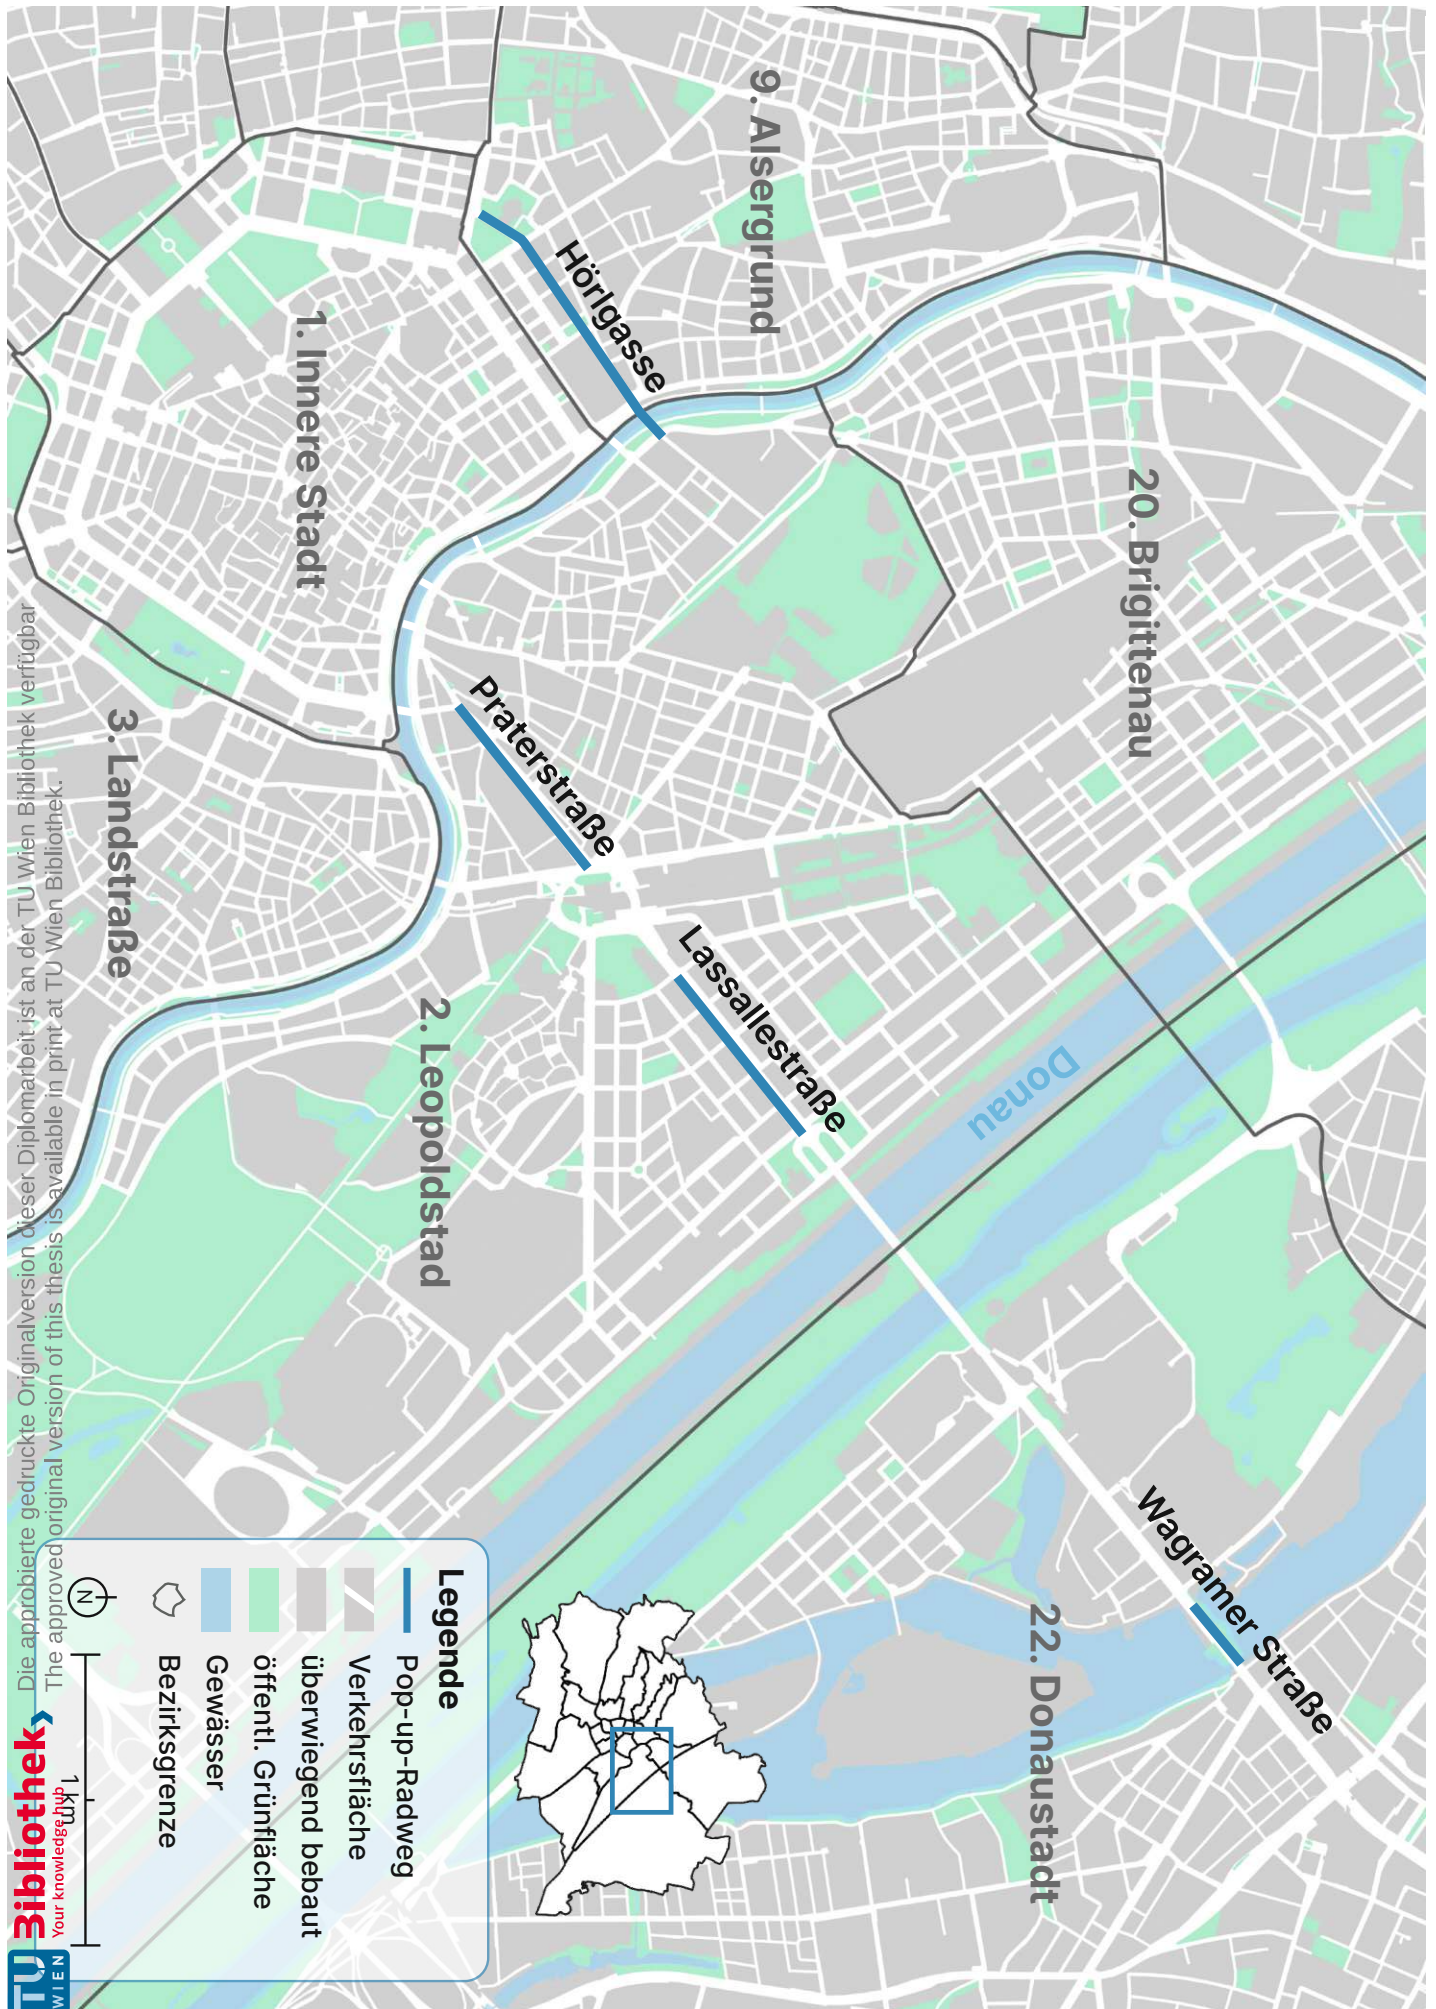 9. Alsergrund
20. Brigittenau
Hörlgasse
1. Innere Stadt
Praterstraße
Lassallestraße
Donau
3. Landstraße
2. Leopoldstad
Wagramer Straße
22. Donaustadt
Legende
Pop-up-Radweg
Verkehrsfläche
überwiegend bebaut
öffentl. Grünfläche
Gewässer
Bezirksgrenze
N
1 km
Die approbierte gedruckte Originalversion dieser Diplomarbeit ist an der TU Wien Bibliothek verfügbar
The approved original version of this thesis is available in print at TU Wien Bibliothek.
TU WIEN
Bibliothek
Your knowledge hub